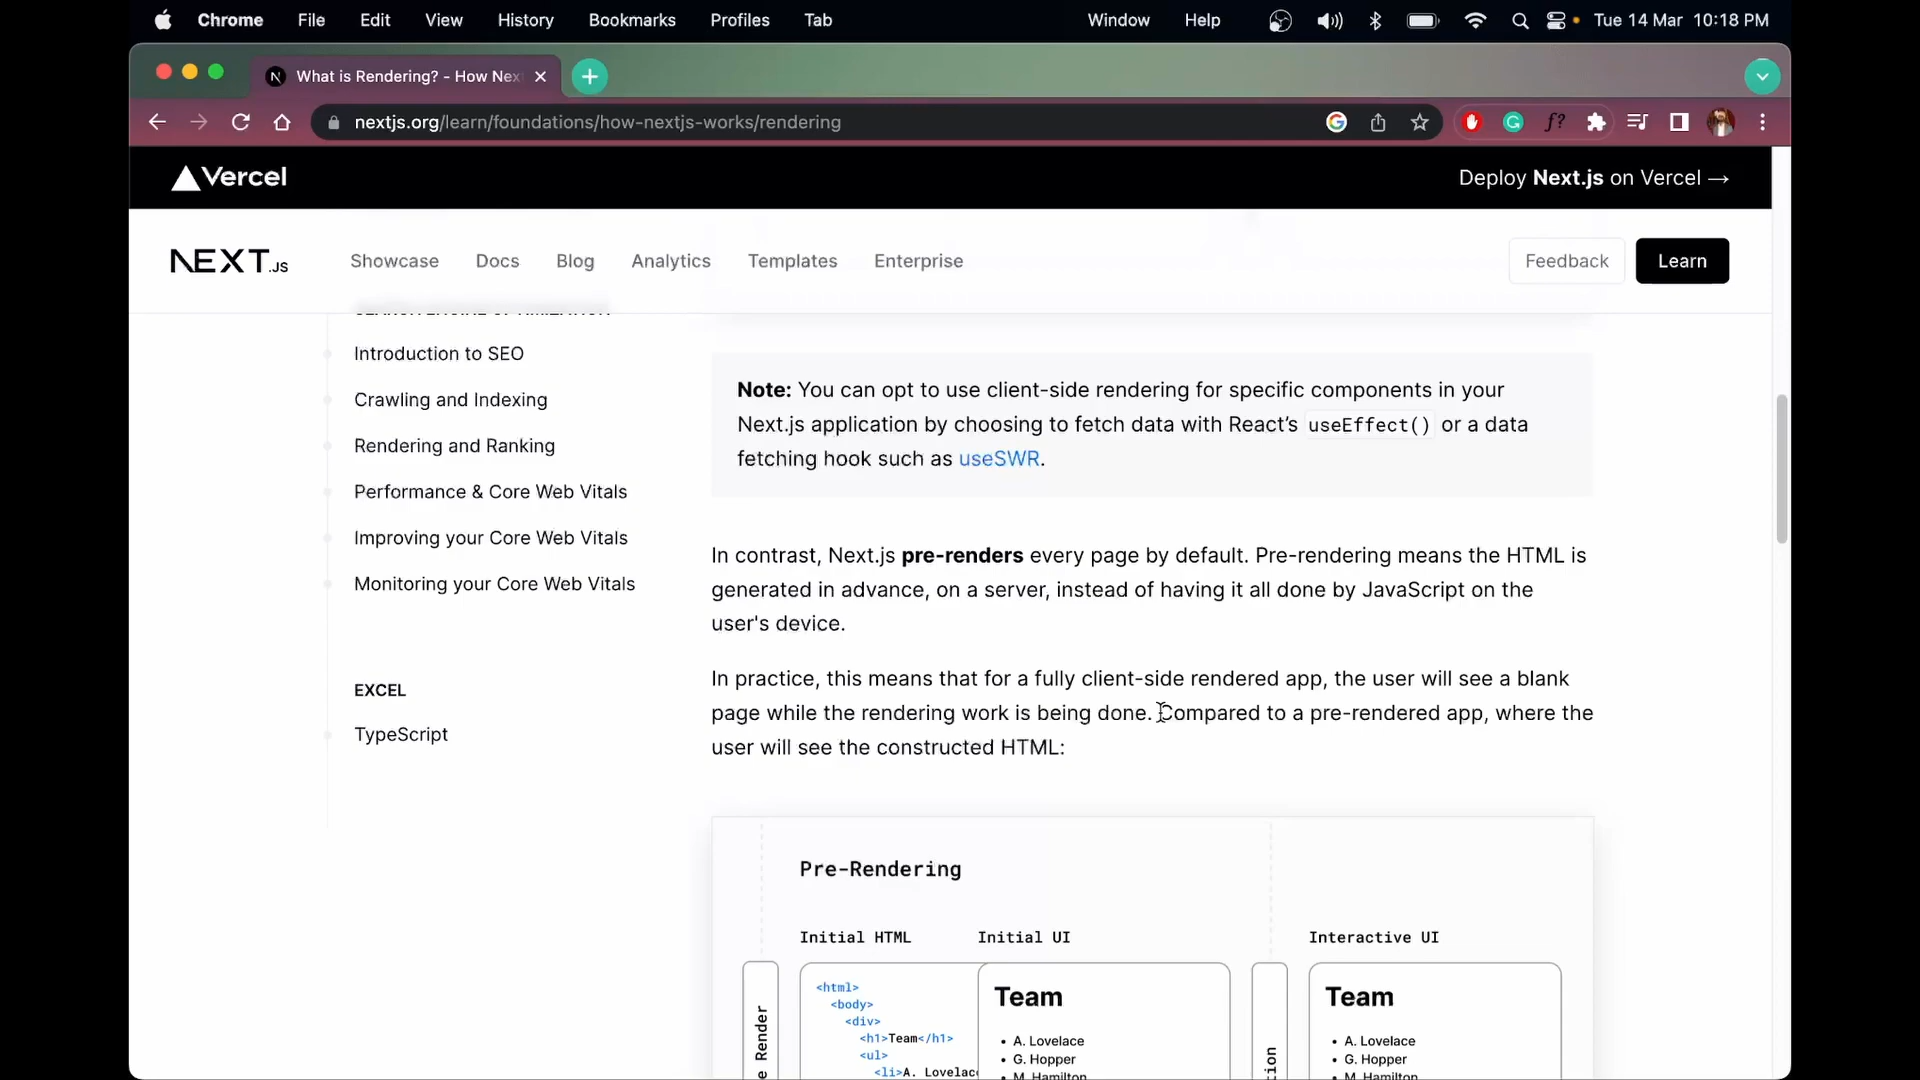 Chrome File Edit View History Bookmarks Profiles Tab Window Help Tue 14 Mar 10:18 PM
What is Rendering? - How Nex
nextjs.org/learn/foundations/how-nextjs-works/rendering
Vercel Deploy Next.js on Vercel →
NEXT.JS Showcase Docs Blog Analytics Templates Enterprise Feedback Learn
SEARCH ENGINE OPTIMIZATION
Introduction to SEO
Crawling and Indexing
Rendering and Ranking
Performance & Core Web Vitals
Improving your Core Web Vitals
Monitoring your Core Web Vitals
EXCEL
TypeScript
Note: You can opt to use client-side rendering for specific components in your
Next.js application by choosing to fetch data with React’s useEffect() or a data
fetching hook such as useSWR.
In contrast, Next.js pre-renders every page by default. Pre-rendering means the HTML is
generated in advance, on a server, instead of having it all done by JavaScript on the
user's device.
In practice, this means that for a fully client-side rendered app, the user will see a blank
page while the rendering work is being done. Compared to a pre-rendered app, where the
user will see the constructed HTML:
Pre-Rendering
Initial HTML Initial UI Interactive UI
e Render
<html>
<body>
<div>
<h1>Team</h1>
<ul>
<li>A. Lovelace
Team
• A. Lovelace
• G. Hopper
• M. Hamilton
tion
Team
• A. Lovelace
• G. Hopper
• M. Hamilton